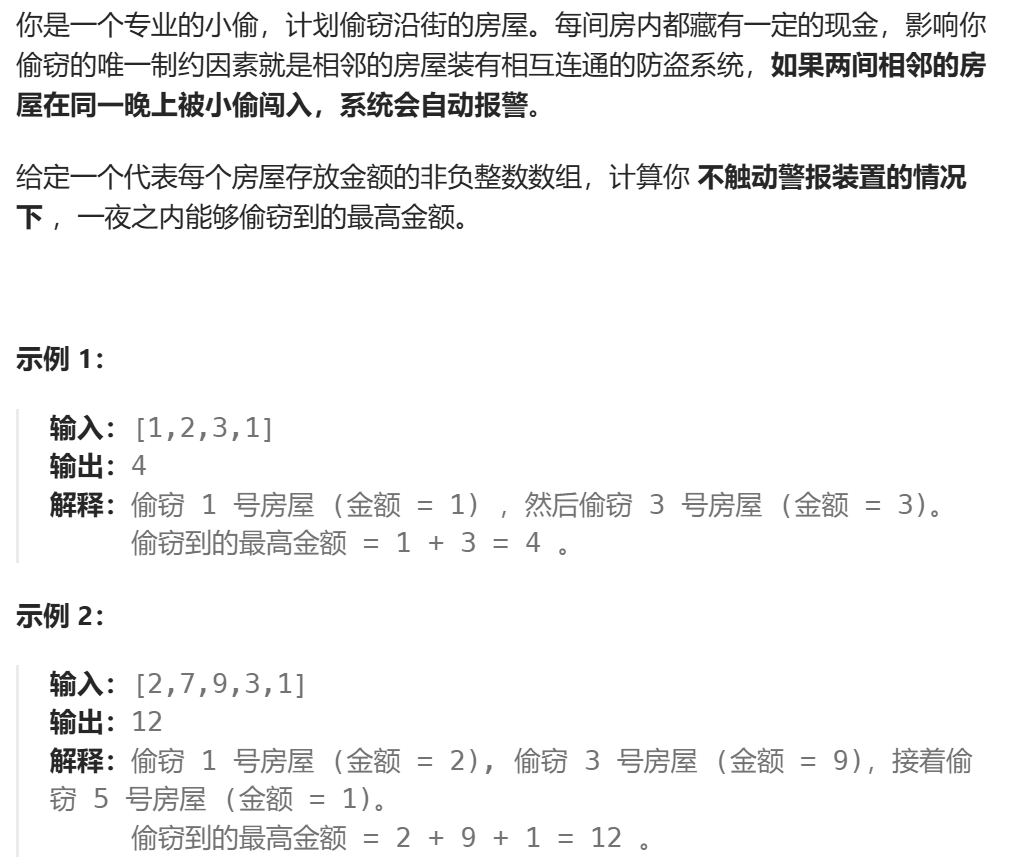 你是一个专业的小偷，计划偷窃沿街的房屋。每间房内都藏有一定的现金，影响你
偷窃的唯一制约因素就是相邻的房屋装有相互连通的防盗系统，如果两间相邻的房
屋在同一晚上被小偷闯入，系统会自动报警。
给定一个代表每个房屋存放金额的非负整数数组，计算你 不触动警报装置的情况
下 ，一夜之内能够偷窃到的最高金额。
示例 1：
输入：[1,2,3,1]
输出：4
解释：偷窃 1 号房屋 (金额 = 1) ，然后偷窃 3 号房屋 (金额 = 3)。
偷窃到的最高金额 = 1 + 3 = 4 。
示例 2：
输入：[2,7,9,3,1]
输出：12
解释：偷窃 1 号房屋 (金额 = 2), 偷窃 3 号房屋 (金额 = 9)，接着偷
窃 5 号房屋 (金额 = 1)。
偷窃到的最高金额 = 2 + 9 + 1 = 12 。